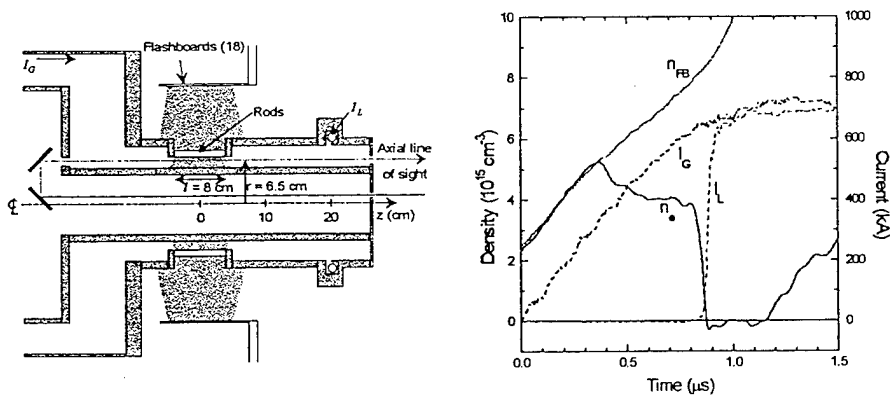 Flashboards (18)
I_G
Rods
I_L
Axial line
of sight
l = 8 cm
r = 6.5 cm
℄
0
10
20
z (cm)
Density (10^15 cm^-3)
10
8
6
4
2
0
n_FB
I_G
I_L
n_e
1000
800
600
400
200
0
Current (kA)
0.0
0.5
1.0
1.5
Time (μs)